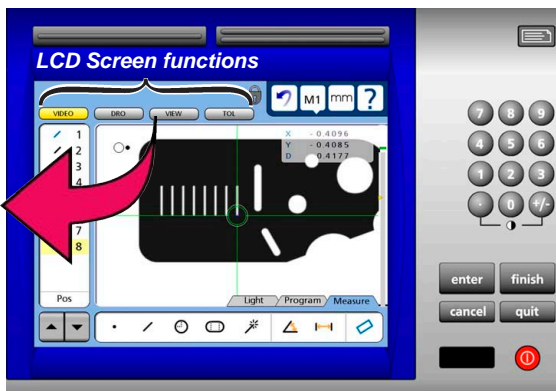 LCD Screen functions
M1 mm ?
VIDEO DRO VIEW TOL
1
2
3
4
7
8
X - 0.4096
Y - 0.4085
D 0.4177
7 8 9
4 5 6
1 2 3
. 0 +/-
Pos
Light Program Measure
enter finish
cancel quit